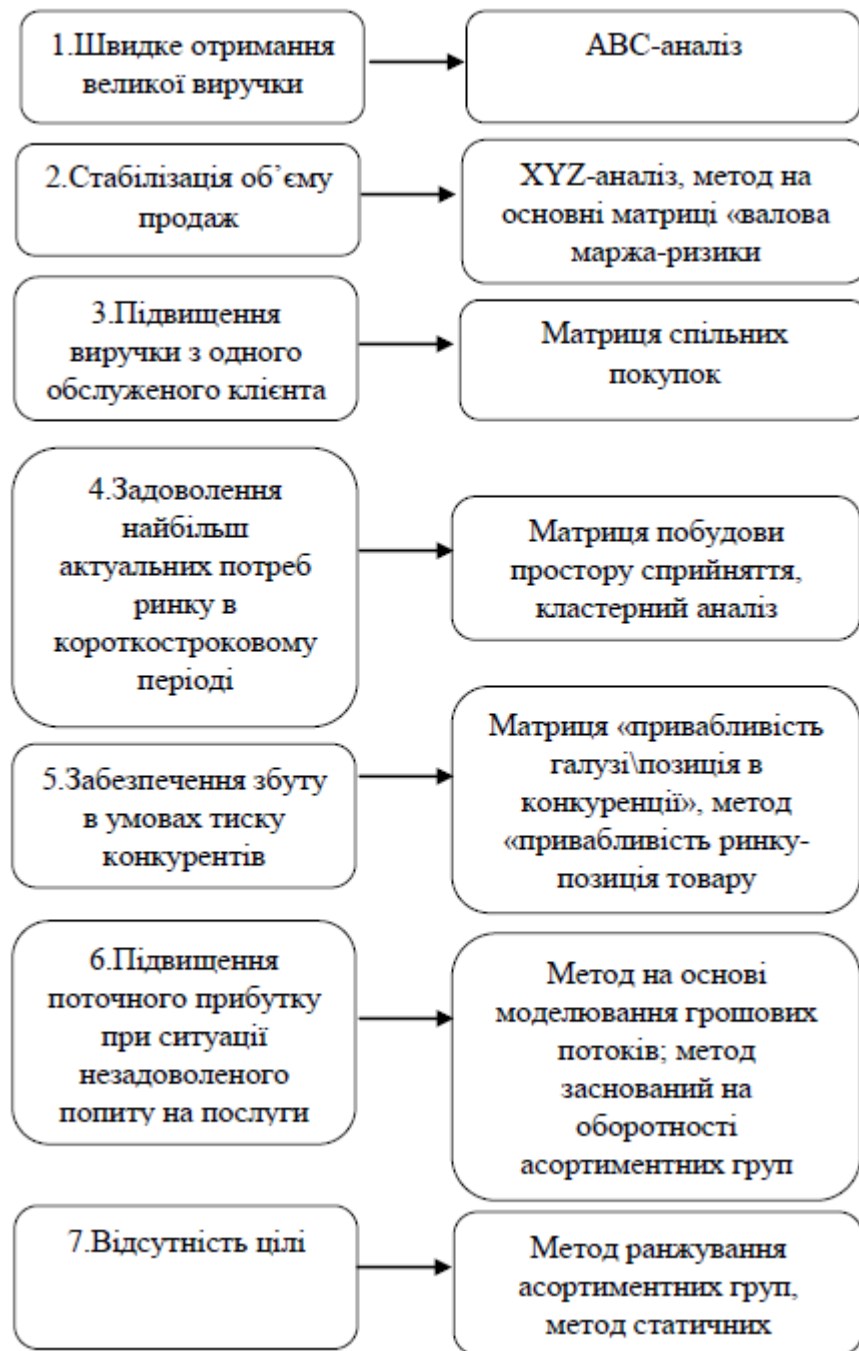 1.Швидке отримання
великої виручки
АВС-аналіз
2.Стабілізація об’єму
продаж
XYZ-аналіз, метод на
основні матриці «валова
маржа-ризики
3.Підвищення
виручки з одного
обслуженого клієнта
Матриця спільних
покупок
4.Задоволення
найбільш
актуальних потреб
ринку в
короткостроковому
періоді
Матриця побудови
простору сприйняття,
кластерний аналіз
5.Забезпечення збуту
в умовах тиску
конкурентів
Матриця «привабливість
галузі\позиція в
конкуренції», метод
«привабливість ринку-
позиція товару
6.Підвищення
поточного прибутку
при ситуації
незадоволеного
попиту на послуги
Метод на основі
моделювання грошових
потоків; метод
заснований на
оборотності
асортиментних груп
7.Відсутність цілі
Метод ранжування
асортиментних груп,
метод статичних